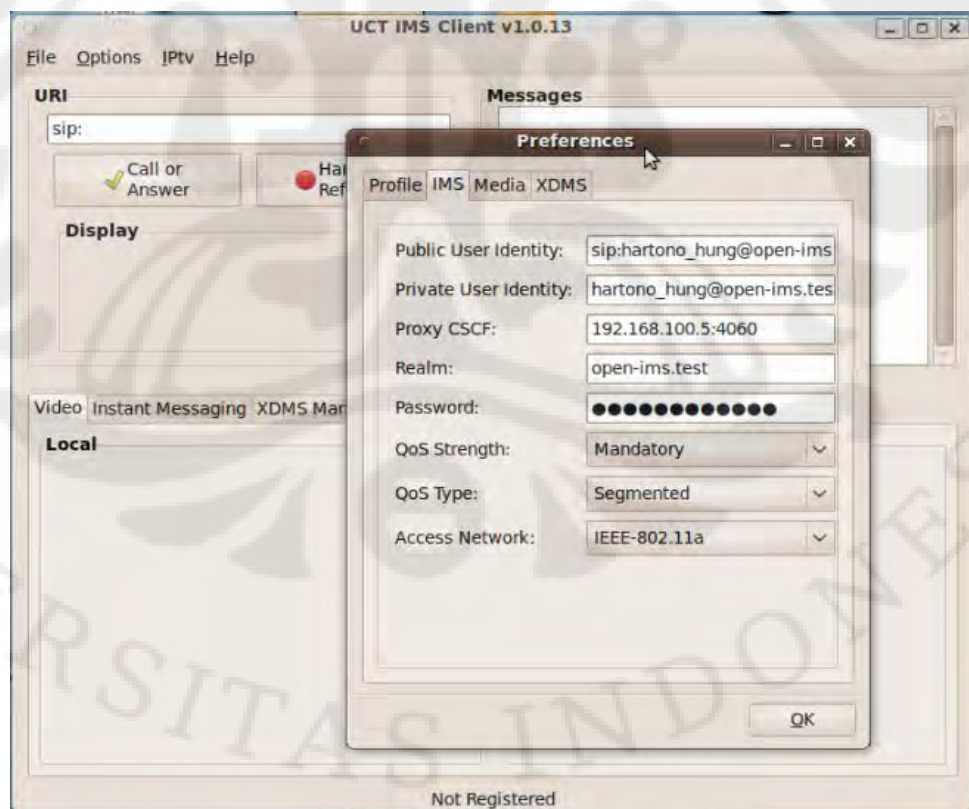 UCT IMS Client v1.0.13
File Options IPtv Help
URI
Messages
sip:
Call or
Answer
Display
Video Instant Messaging XDMS
Local
Preferences
Profile IMS Media XDMS
Public User Identity: sip:hartono_hung@open-ims
Private User Identity: hartono_hung@open-ims.tes
Proxy CSCF: 192.168.100.5:4060
Realm: open-ims.test
Password: ●●●●●●●●●●●●
QoS Strength: Mandatory
QoS Type: Segmented
Access Network: IEEE-802.11a
OK
Not Registered
RSITAS INDONES